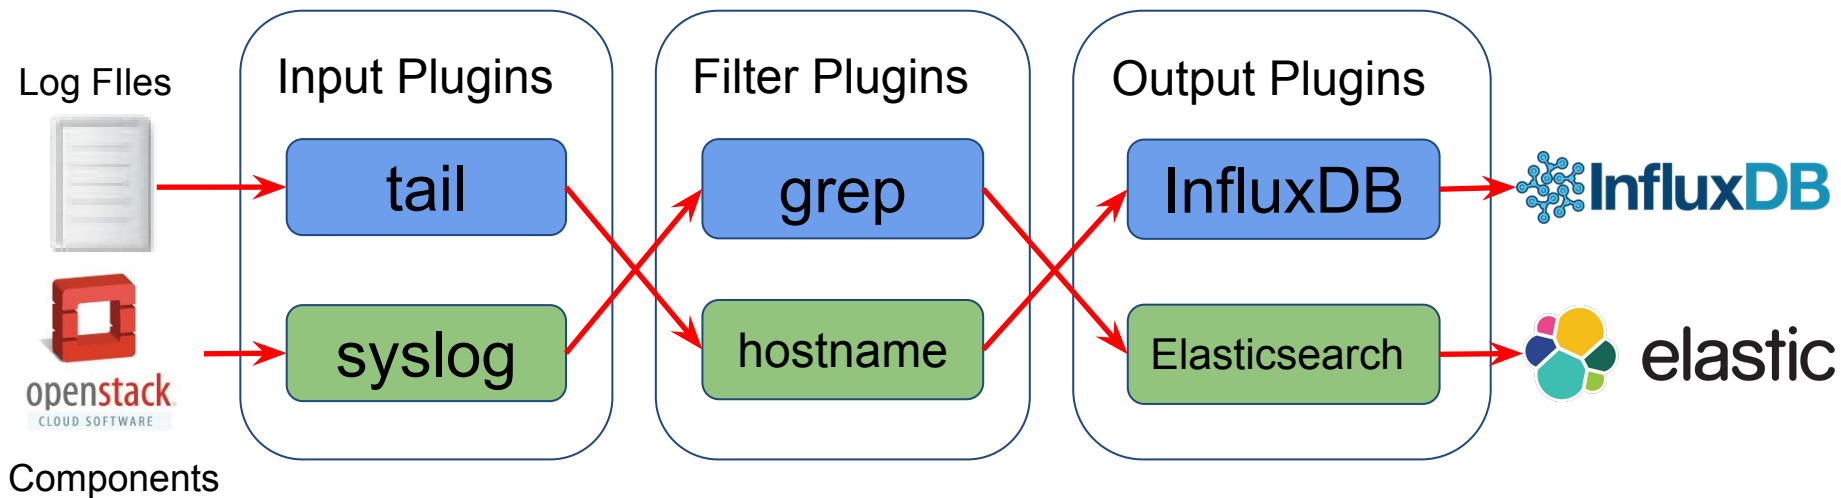 Log FIles
Input Plugins
Filter Plugins
Output Plugins
tail
grep
InfluxDB
InfluxDB
syslog
hostname
Elasticsearch
elastic
openstack
CLOUD SOFTWARE
Components